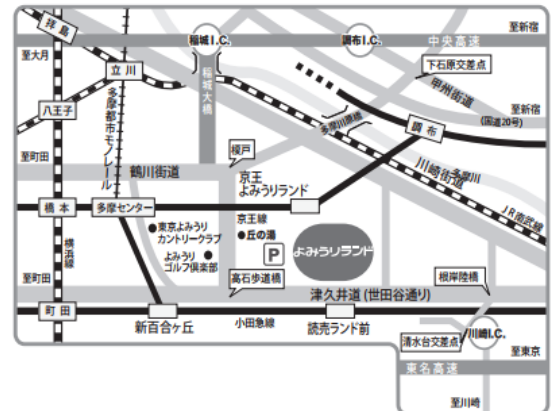 拝島
稲城I.C.
調布I.C.
至新宿
中央高速
至大月
立川
下石原交差点
甲州街道
稲城大橋
至新宿
(国道20号)
八王子
多摩都市モノレール
多摩川原橋
調布
榎戸
至町田
鶴川街道
川崎街道
多摩川
京王
よみうりランド
JR南武線
橋本
多摩センター
京王線
東京よみうり
カントリークラブ
丘の湯
横浜線
よみうり
ゴルフ倶楽部
P
よみうりランド
高石歩道橋
根岸陸橋
至町田
津久井道(世田谷通り)
町田
新百合ヶ丘
小田急線
読売ランド前
清水台交差点
川崎I.C.
至東京
東名高速
至川崎